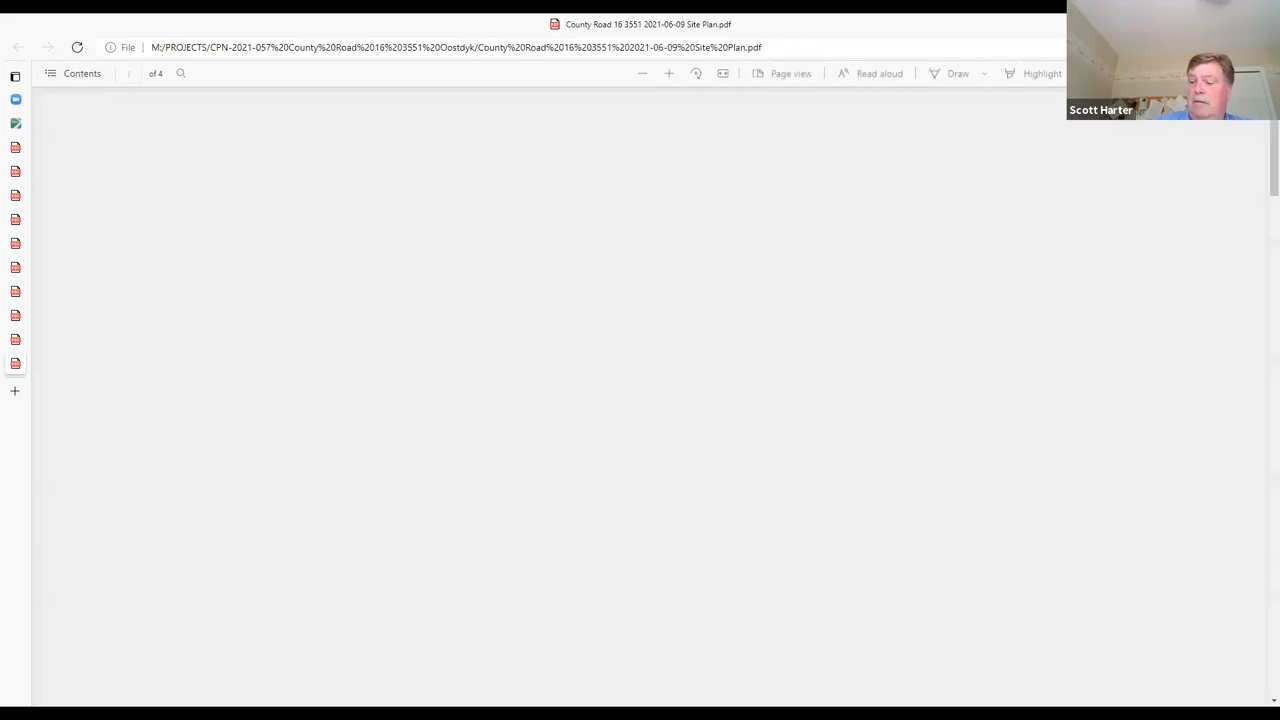 County Road 16 3551 2021-06-09 Site Plan.pdf
File M:/PROJECTS/CPN-2021-057%20County%20Road%2016%203551%20Oostdyk/County%20Road%2016%203551%202021-06-09%20Site%20Plan.pdf
Contents 1 of 4 Page view Read aloud Draw Highlight
Scott Harter